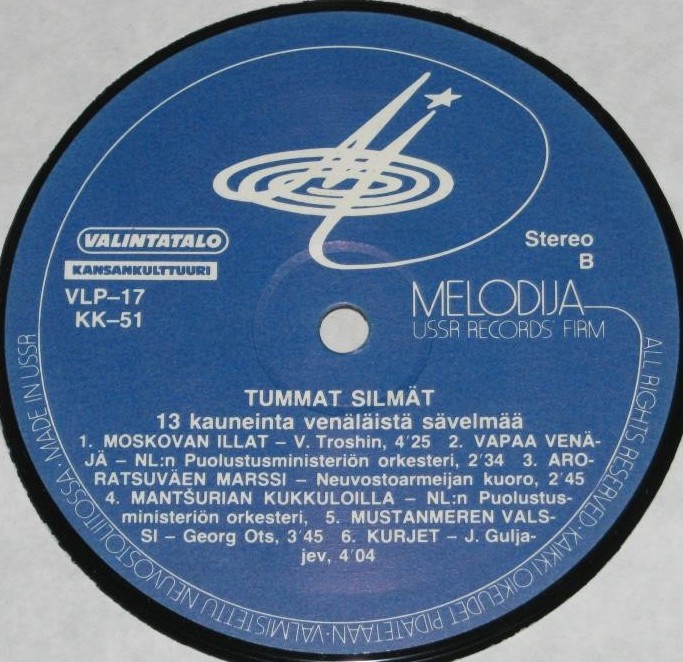 VALINTATALO
KANSANKULTTUURI
VLP–17
KK–51
Stereo
B
MELODIJA
USSR RECORDS' FIRM
TUMMAT SILMÄT
13 kauneinta venäläistä sävelmää
1. MOSKOVAN ILLAT – V. Troshin, 4'25 2. VAPAA VENÄ-
JÄ – NL:n Puolustusministeriön orkesteri, 2'34 3. ARO-
RATSUVÄEN MARSSI – Neuvostoarmeijan kuoro, 2'45
4. MANTŠURIAN KUKKULOILLA – NL:n Puolustus-
ministeriön orkesteri, 5. MUSTANMEREN VALS-
SI – Georg Ots, 3'45 6. KURJET – J. Gulja-
jev, 4'04
ALL RIGHTS RESERVED · KAIKKI OIKEUDET PIDÄTETÄÄN · VALMISTETTU NEUVOSTOLIITOSSA · MADE IN USSR